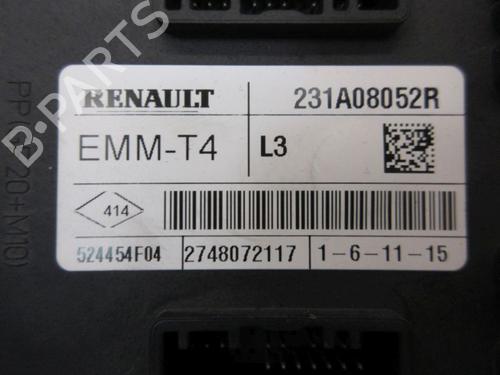 RENAULT 231A08052R
EMM-T4 L3
414
524454F04 2748072117 1-6-11-15
B-Parts